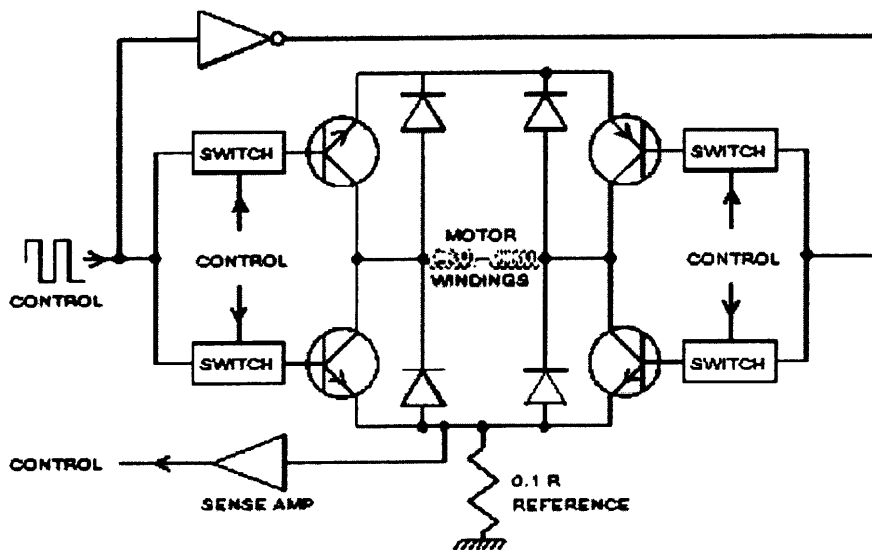 SWITCH
SWITCH
MOTOR
WINDINGS
CONTROL
CONTROL
CONTROL
SWITCH
SWITCH
CONTROL
SENSE AMP
0.1 R
REFERENCE